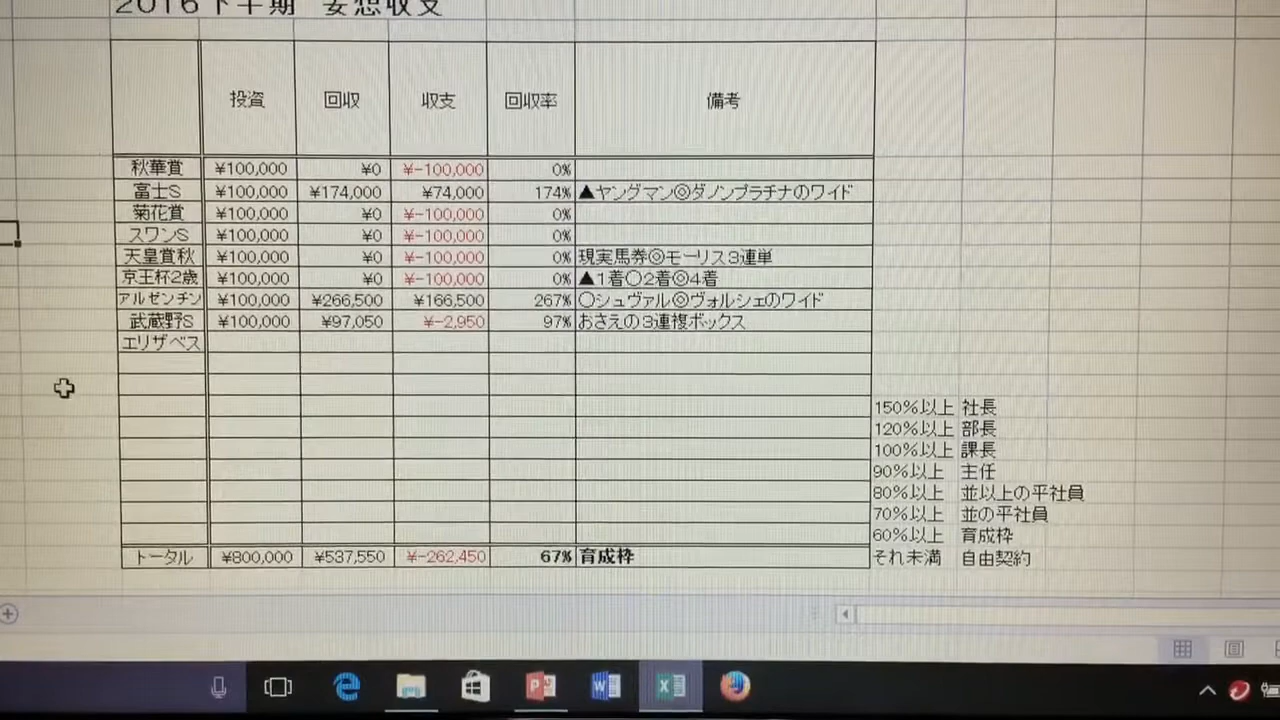 2016下半期 妄想収支
投資 回収 収支 回収率 備考
秋華賞 ¥100,000 ¥0 ¥-100,000 0%
富士S ¥100,000 ¥174,000 ¥74,000 174% ▲ヤングマン◎ダノンプラチナのワイド
菊花賞 ¥100,000 ¥0 ¥-100,000 0%
スワンS ¥100,000 ¥0 ¥-100,000 0%
天皇賞秋 ¥100,000 ¥0 ¥-100,000 0% 現実馬券◎モーリス3連単
京王杯2歳 ¥100,000 ¥0 ¥-100,000 0% ▲1着○2着◎4着
アルゼンチン ¥100,000 ¥266,500 ¥166,500 267% ○シュヴァル◎ヴォルシェのワイド
武蔵野S ¥100,000 ¥97,050 ¥-2,950 97% おさえの3連複ボックス
エリザベス
150%以上 社長
120%以上 部長
100%以上 課長
90%以上 主任
80%以上 並以上の平社員
70%以上 並の平社員
60%以上 育成枠
トータル ¥800,000 ¥537,550 ¥-262,450 67% 育成枠 それ未満 自由契約